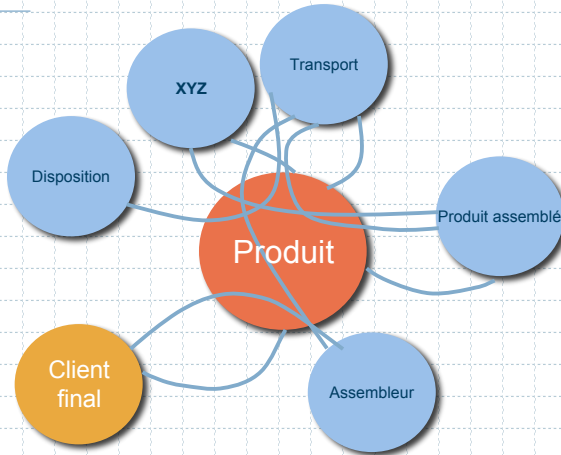 Transport
XYZ
Disposition
Produit assemblé
Produit
Client
final
Assembleur